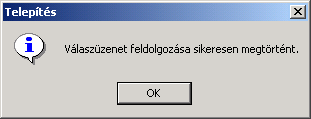 Telepítés
Válaszüzenet feldolgozása sikeresen megtörtént.
OK